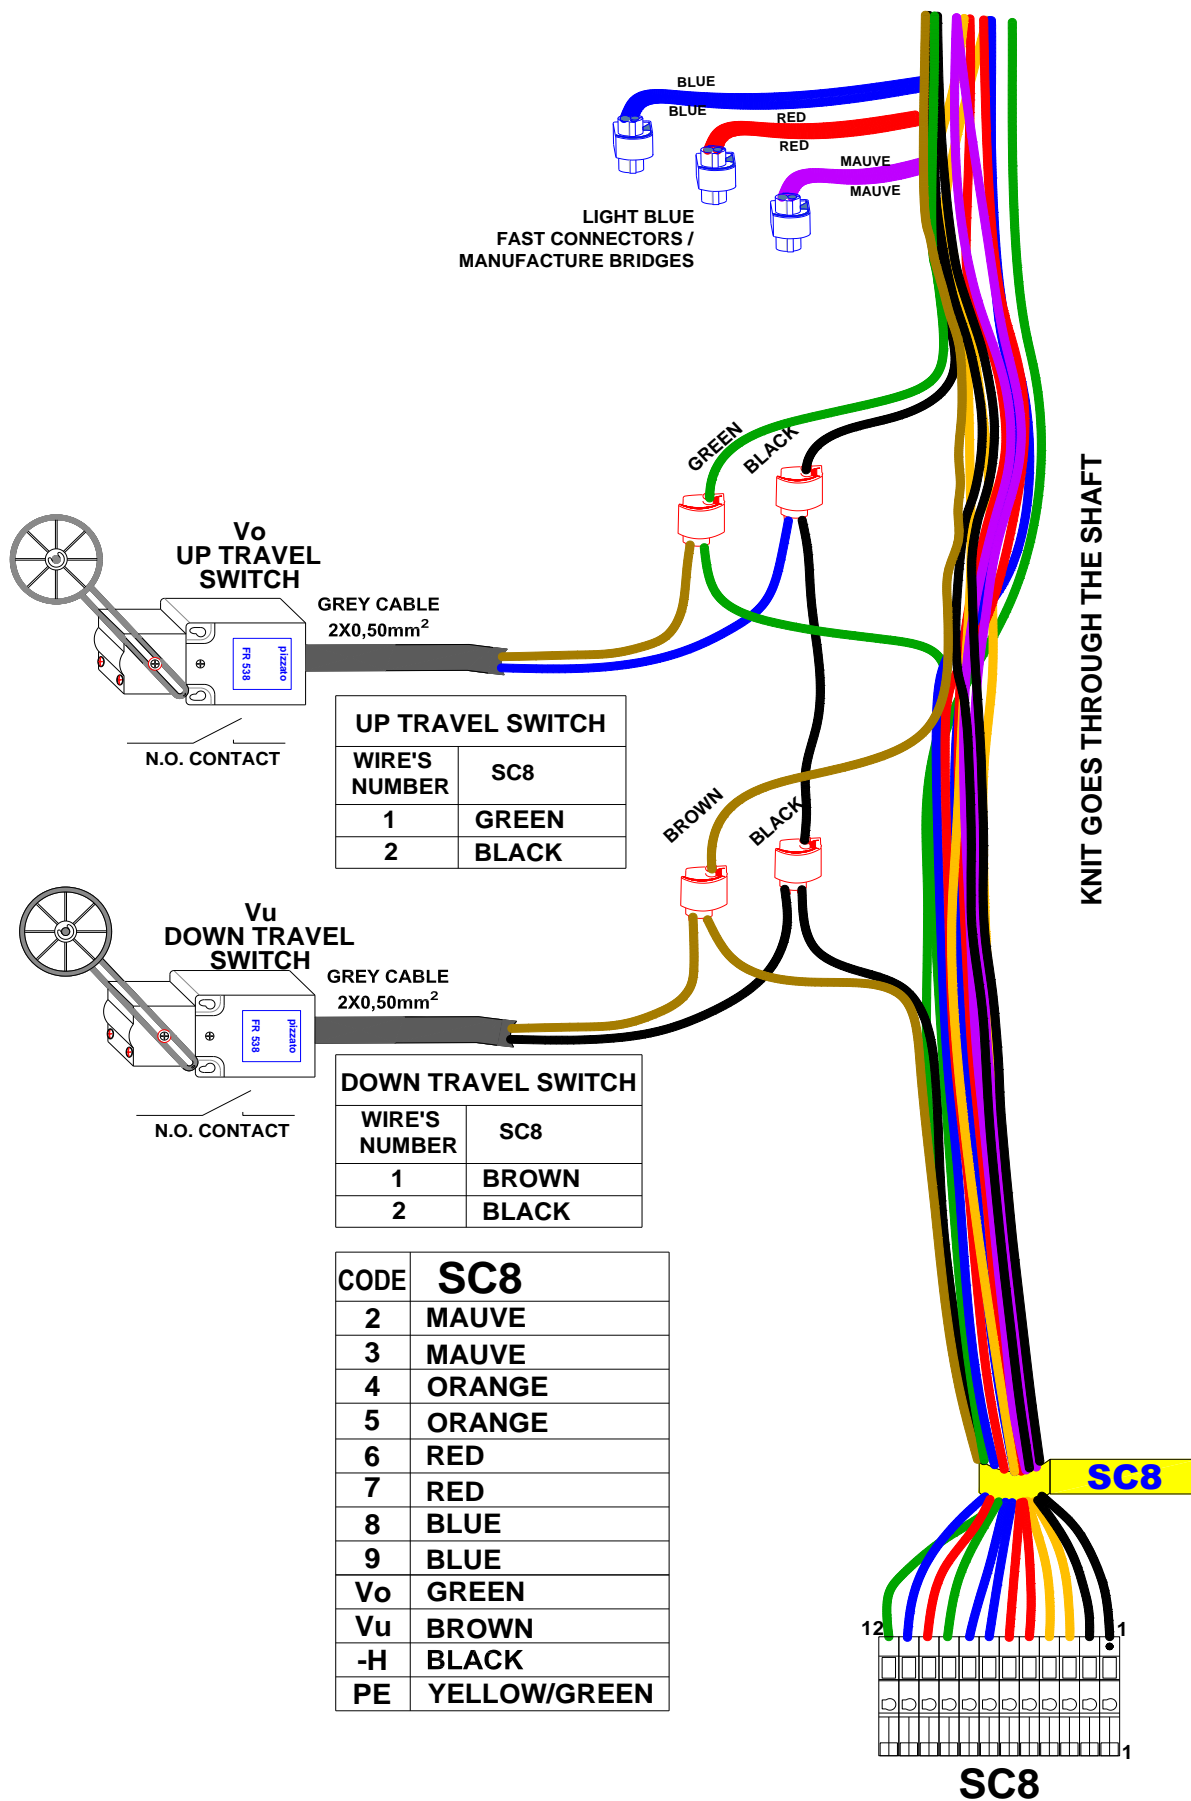 BLUE
BLUE
RED
RED
MAUVE
MAUVE
LIGHT BLUE
FAST CONNECTORS /
MANUFACTURE BRIDGES
GREEN
BLACK
KNIT GOES THROUGH THE SHAFT
Vo
UP TRAVEL
SWITCH
GREY CABLE
2X0,50mm²
pizzato
FR 538
N.O. CONTACT
UP TRAVEL SWITCH
WIRE'S NUMBER SC8
1 GREEN
2 BLACK
BROWN
BLACK
Vu
DOWN TRAVEL
SWITCH
GREY CABLE
2X0,50mm²
pizzato
FR 538
N.O. CONTACT
DOWN TRAVEL SWITCH
WIRE'S NUMBER SC8
1 BROWN
2 BLACK
CODE SC8
2 MAUVE
3 MAUVE
4 ORANGE
5 ORANGE
6 RED
7 RED
8 BLUE
9 BLUE
Vo GREEN
Vu BROWN
-H BLACK
PE YELLOW/GREEN
SC8
12 1
1
SC8